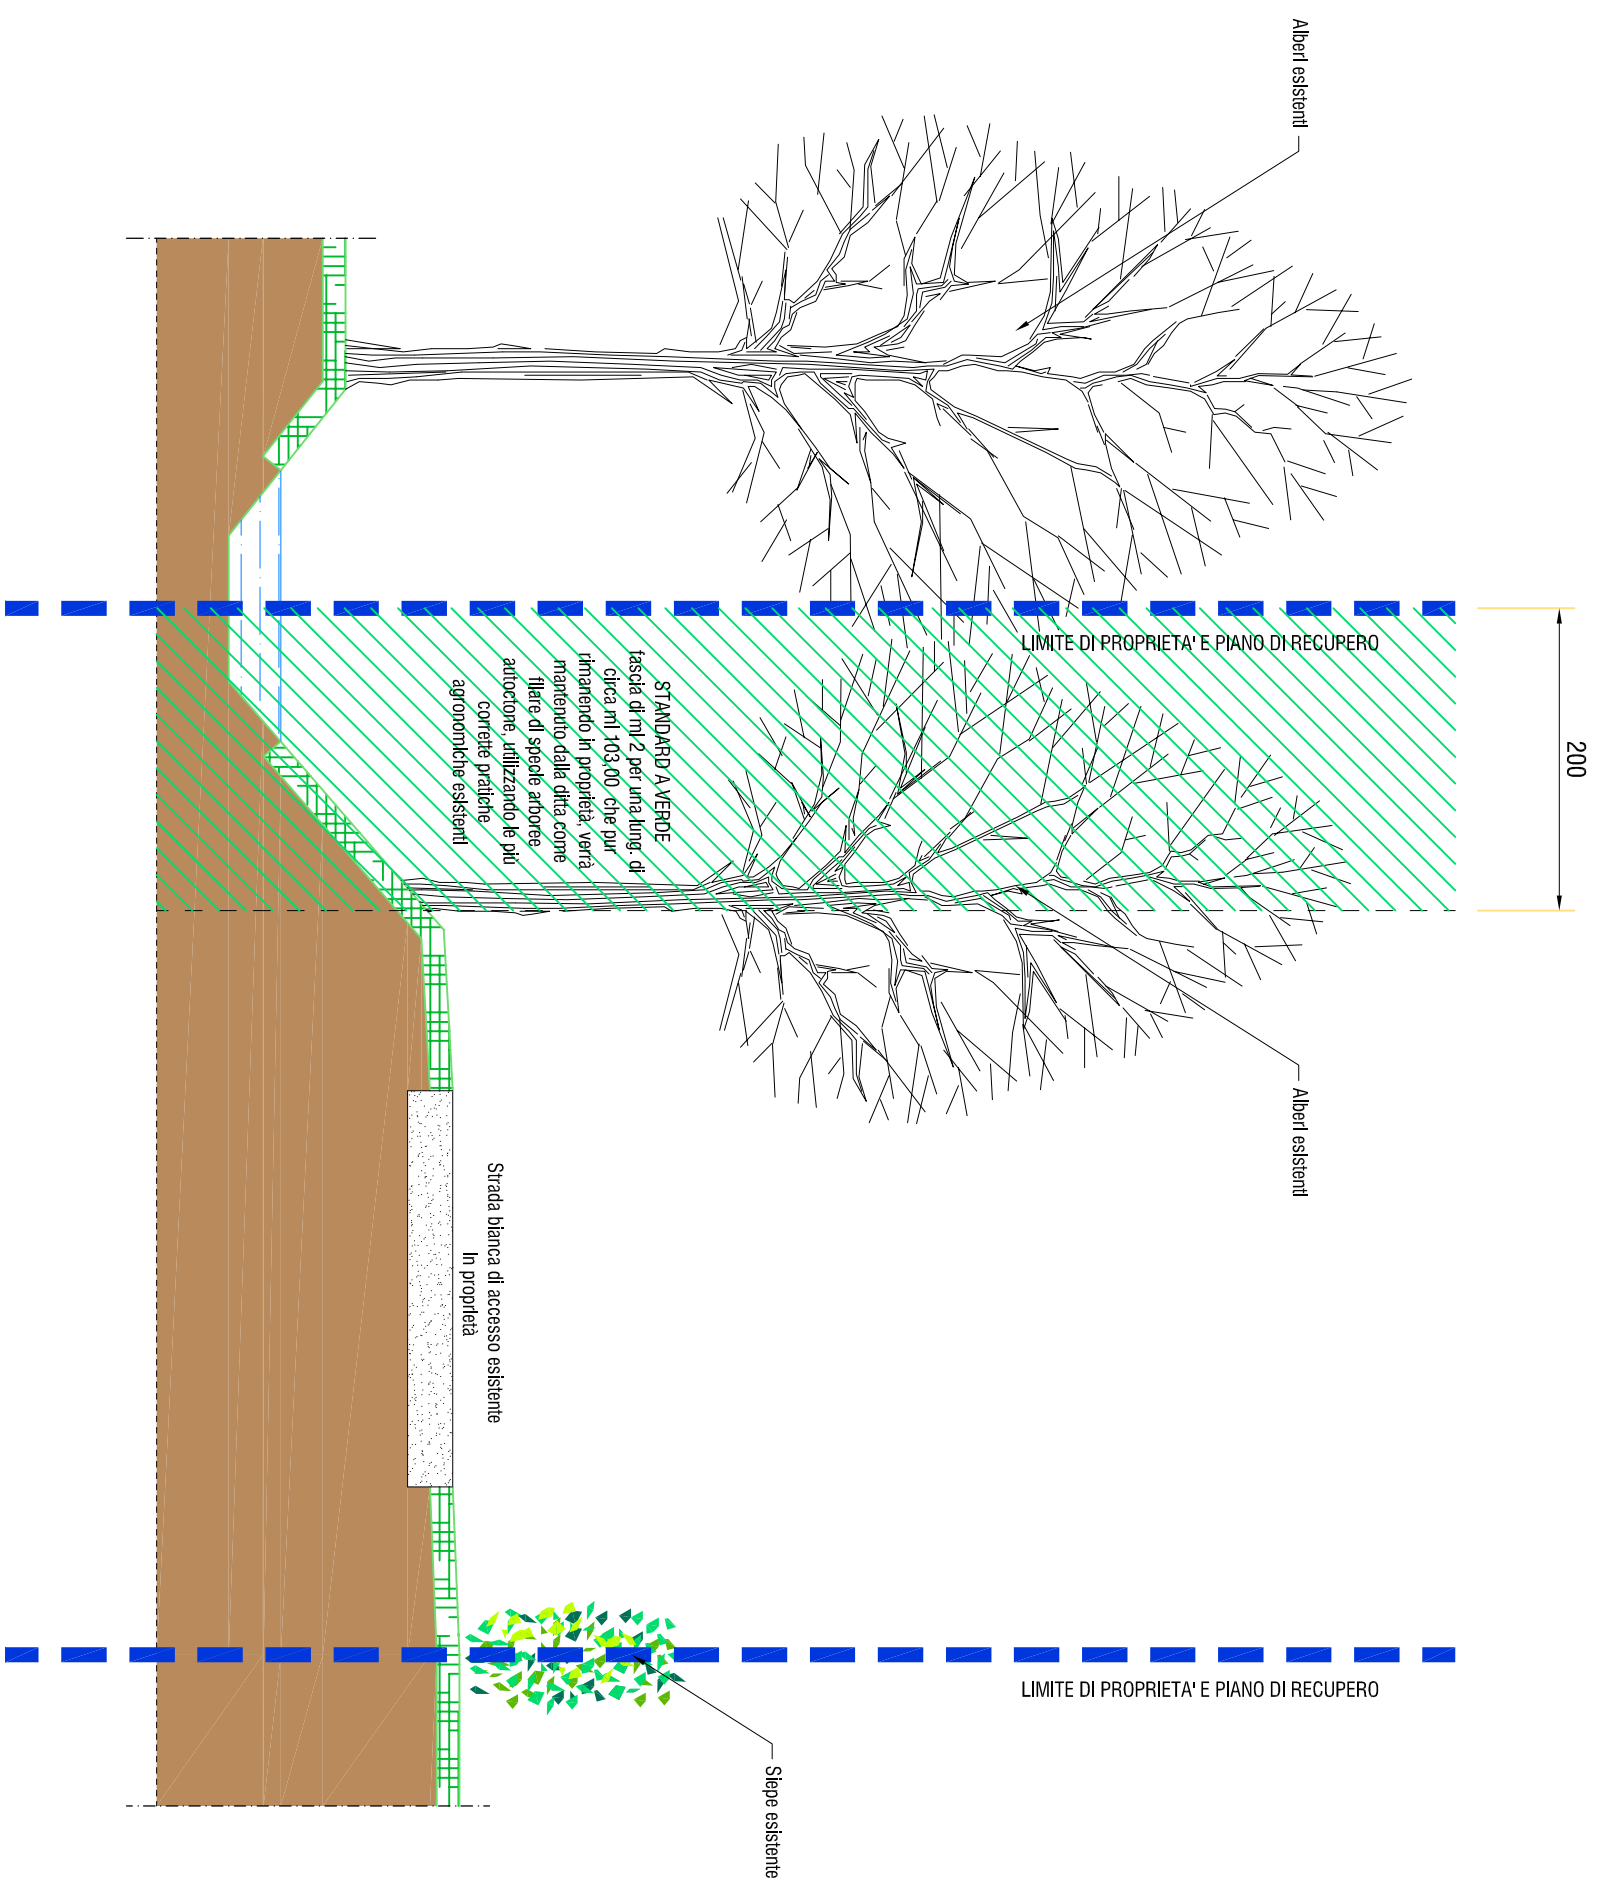 Alberi esistenti
LIMITE DI PROPRIETA' E PIANO DI RECUPERO
200
STANDARD A VERDE
fascia di ml 2 per una lung. di
circa ml 103,00 che pur
rimanendo in proprietà, verrà
mantenuto dalla ditta come
filare di specie arboree
autoctone, utilizzando le più
corrette pratiche
agronomiche esistenti
Alberi esistenti
Strada bianca di accesso esistente
in proprietà
LIMITE DI PROPRIETA' E PIANO DI RECUPERO
Siepe esistente